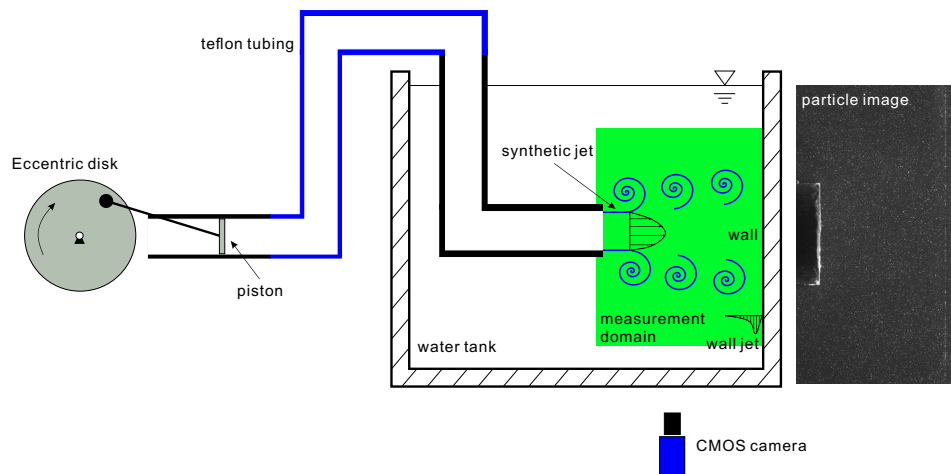 teflon tubing
particle image
Eccentric disk
synthetic jet
wall
piston
measurement
domain
wall jet
water tank
CMOS camera